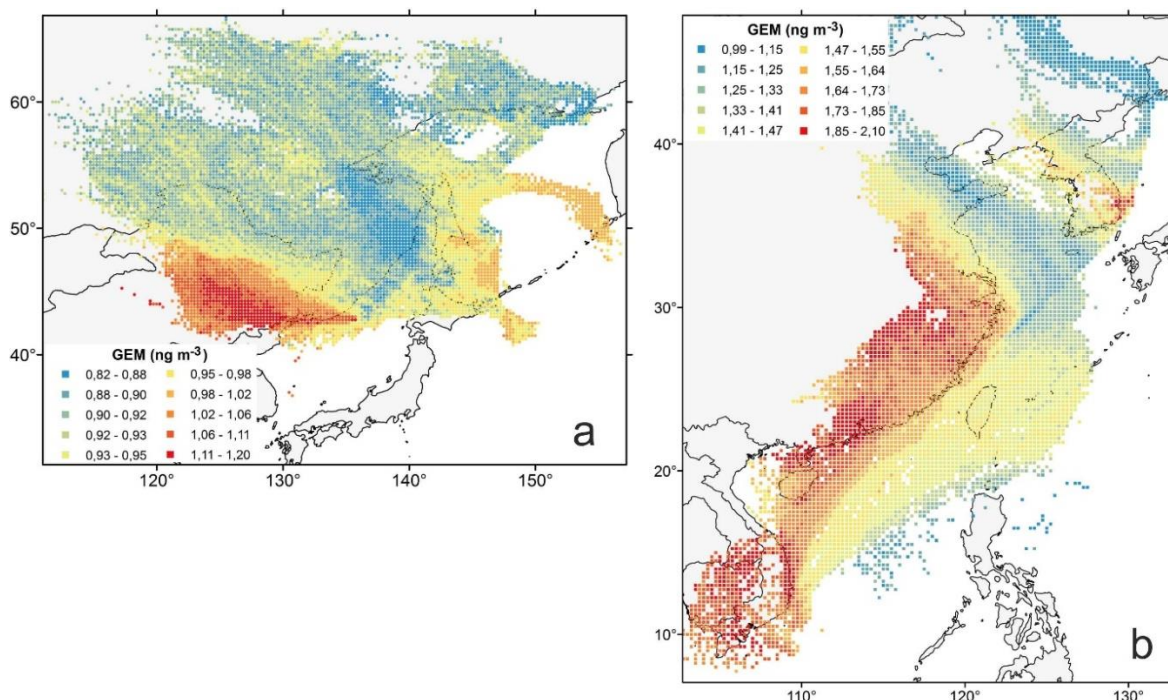 GEM (ng m⁻³)
0,82 - 0,88
0,88 - 0,90
0,90 - 0,92
0,92 - 0,93
0,93 - 0,95
0,95 - 0,98
0,98 - 1,02
1,02 - 1,06
1,06 - 1,11
1,11 - 1,20
60°
50°
40°
120°
130°
140°
150°
a
GEM (ng m⁻³)
0,99 - 1,15
1,15 - 1,25
1,25 - 1,33
1,33 - 1,41
1,41 - 1,47
1,47 - 1,55
1,55 - 1,64
1,64 - 1,73
1,73 - 1,85
1,85 - 2,10
40°
30°
20°
10°
110°
120°
130°
b